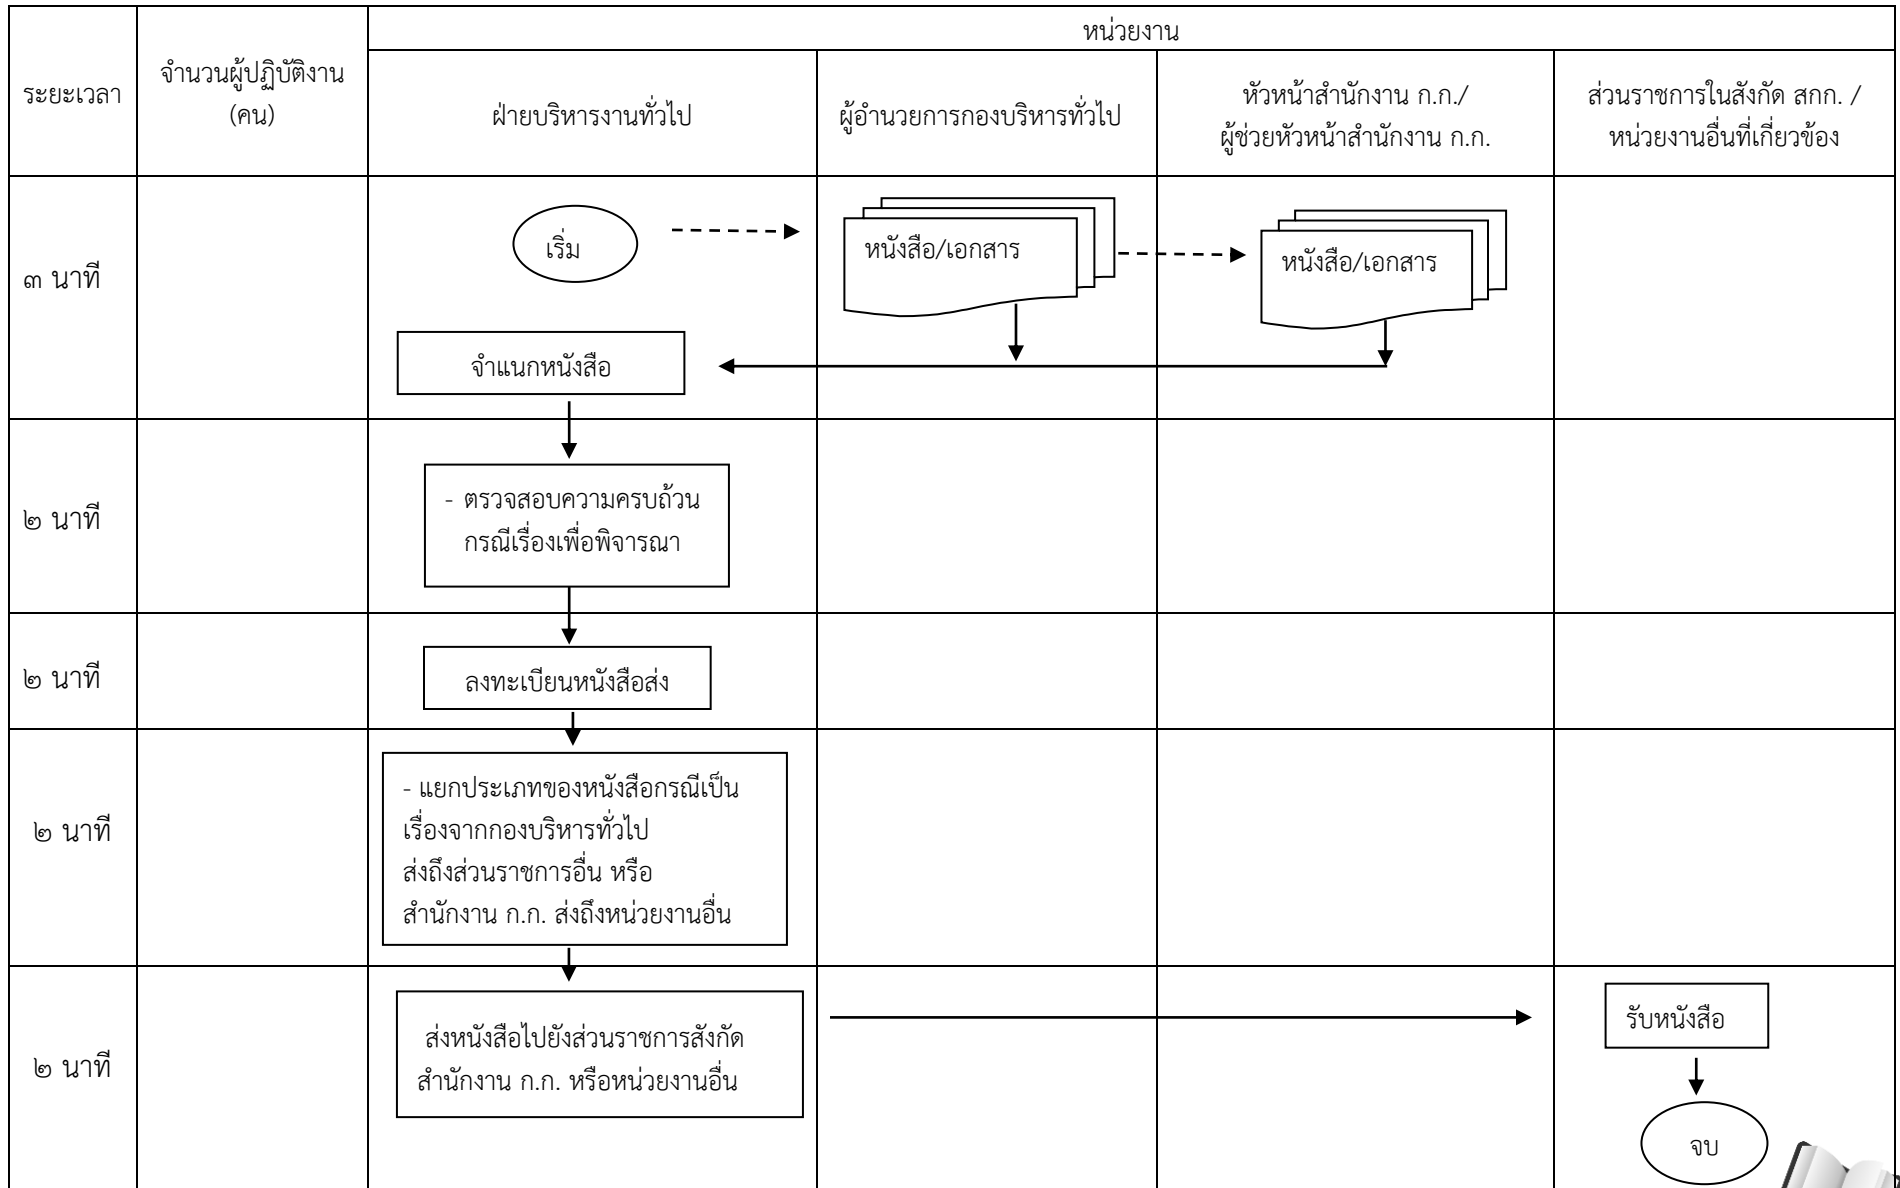 หน่วยงาน
ระยะเวลา
จำนวนผู้ปฏิบัติงาน
(คน)
ฝ่ายบริหารงานทั่วไป
ผู้อำนวยการกองบริหารทั่วไป
หัวหน้าสำนักงาน ก.ก./
ผู้ช่วยหัวหน้าสำนักงาน ก.ก.
ส่วนราชการในสังกัด สกก. /
หน่วยงานอื่นที่เกี่ยวข้อง
๓ นาที
เริ่ม
หนังสือ/เอกสาร
หนังสือ/เอกสาร
จำแนกหนังสือ
๒ นาที
- ตรวจสอบความครบถ้วน
กรณีเรื่องเพื่อพิจารณา
๒ นาที
ลงทะเบียนหนังสือส่ง
๒ นาที
- แยกประเภทของหนังสือกรณีเป็น
เรื่องจากกองบริหารทั่วไป
ส่งถึงส่วนราชการอื่น หรือ
สำนักงาน ก.ก. ส่งถึงหน่วยงานอื่น
๒ นาที
ส่งหนังสือไปยังส่วนราชการสังกัด
สำนักงาน ก.ก. หรือหน่วยงานอื่น
รับหนังสือ
จบ